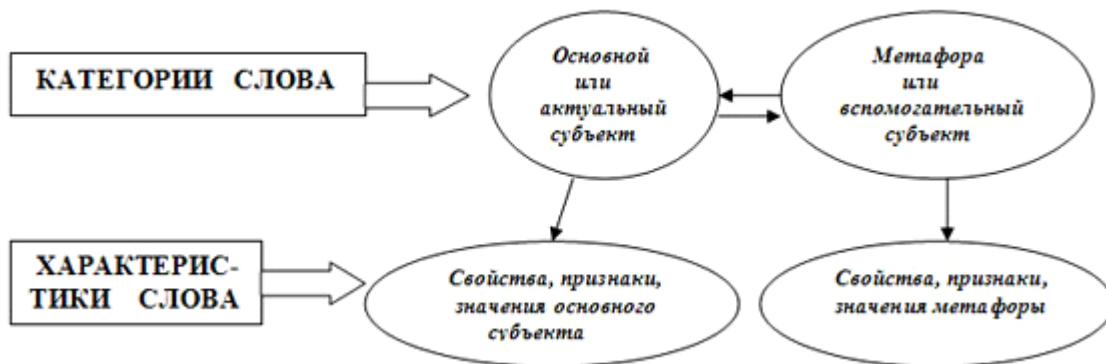 КАТЕГОРИИ СЛОВА
Основной
или
актуальный
субъект
Метафора
или
вспомогательный
субъект
ХАРАКТЕРИС-
ТИКИ СЛОВА
Свойства, признаки,
значения основного
субъекта
Свойства, признаки,
значения метафоры